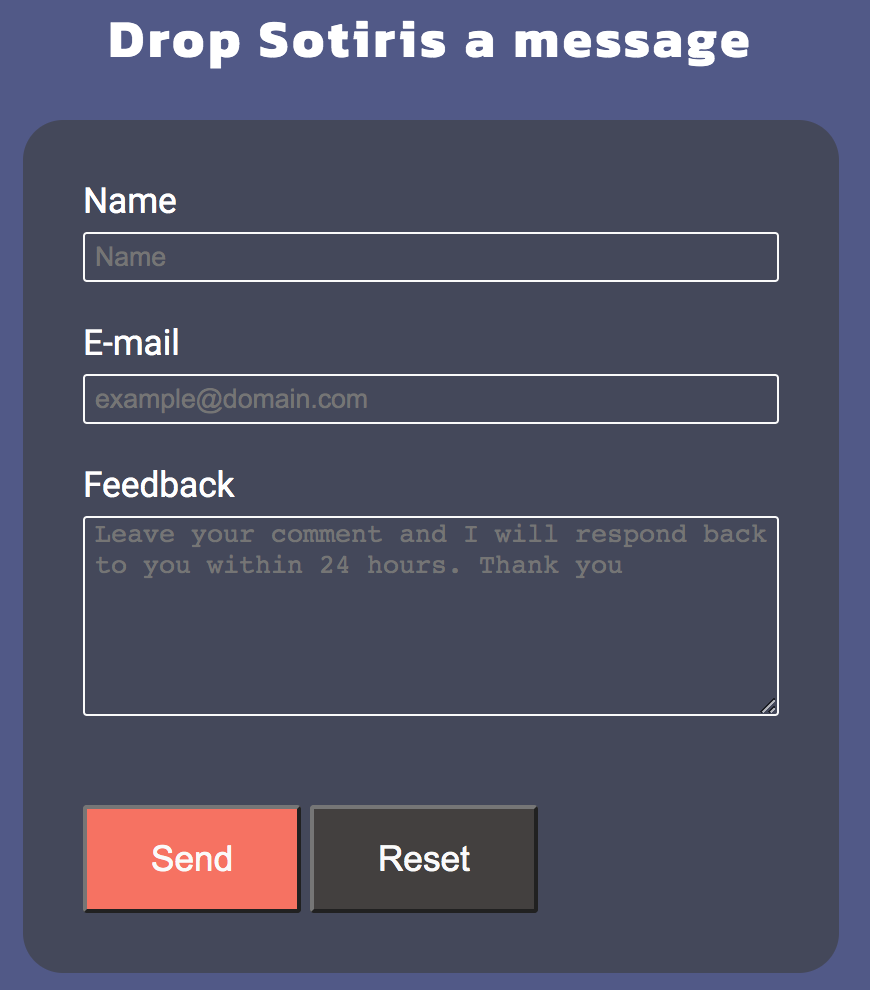 Drop Sotiris a message
Name
Name
E-mail
example@domain.com
Feedback
Leave your comment and I will respond back
to you within 24 hours. Thank you
Send Reset